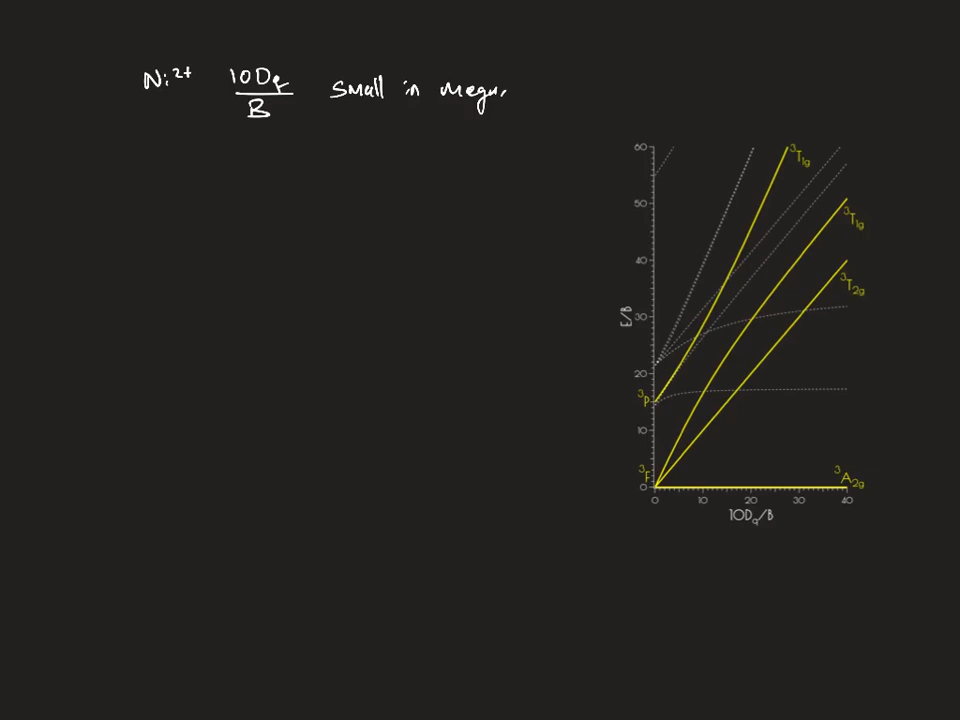 Ni²⁺ 10Dq/B Small in magn.
³T₁g
60
50
³T₁g
40
³T₂g
E/B
30
20
³P
10
³F
³A₂g
0
0 10 20 30 40
10Dq/B